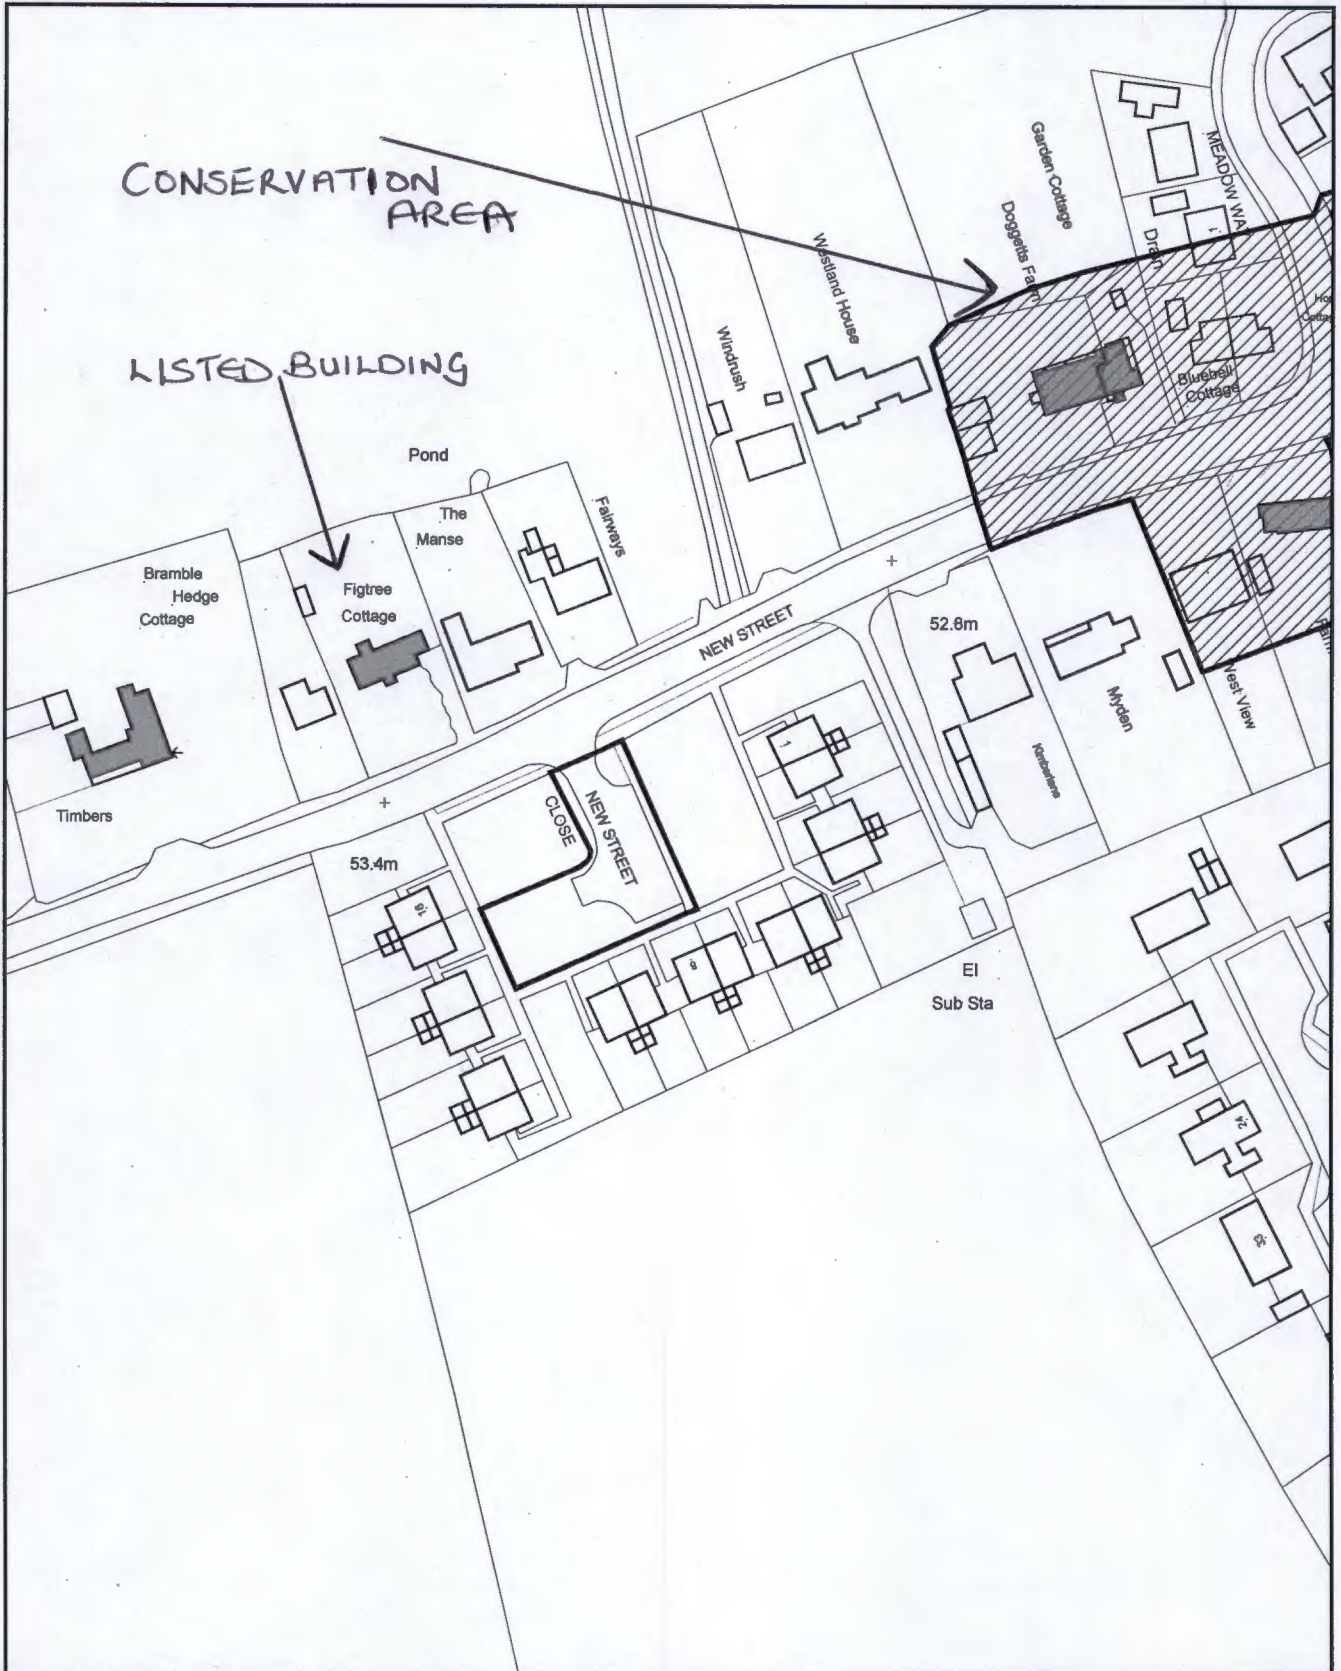 CONSERVATION
AREA
LISTED BUILDING
Garden Cottage
Doggetts Farm
MEADOW WA
Drain
Westland House
Windrush
Bluebell
Cottage
Pond
The
Manse
Fairways
Bramble
Hedge
Cottage
Figtree
Cottage
NEW STREET
52.8m
Myden
West View
Timbers
53.4m
CLOSE
NEW STREET
1
16
8
El
Sub Sta
24
33